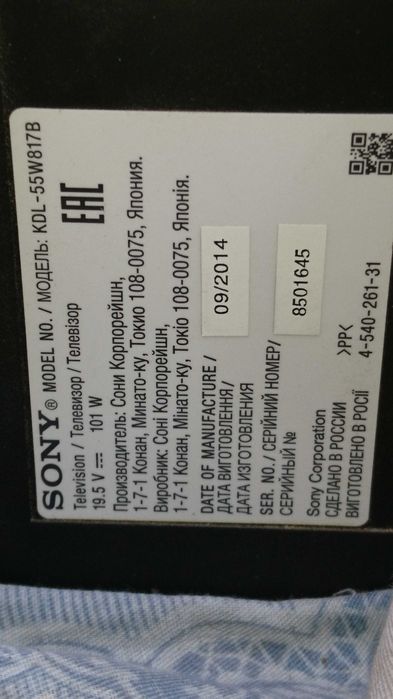 SONY® MODEL NO. / МОДЕЛЬ: KDL-55W817B
Television / Телевизор / Телевізор
19.5 V ⎓ 101 W
EAC
Производитель: Сони Корпорейшн,
1-7-1 Конан, Минато-ку, Токио 108-0075, Япония.
Виробник: Соні Корпорейшн,
1-7-1 Конан, Мінато-ку, Токіо 108-0075, Японія.
DATE OF MANUFACTURE /
ДАТА ВИГОТОВЛЕННЯ /
ДАТА ИЗГОТОВЛЕНИЯ
09/2014
SER. NO./ СЕРІЙНИЙ НОМЕР/
СЕРИЙНЫЙ №
8501645
Sony Corporation
СДЕЛАНО В РОССИИ
ВИГОТОВЛЕНО В РОСІЇ
>PP<
4-540-261-31